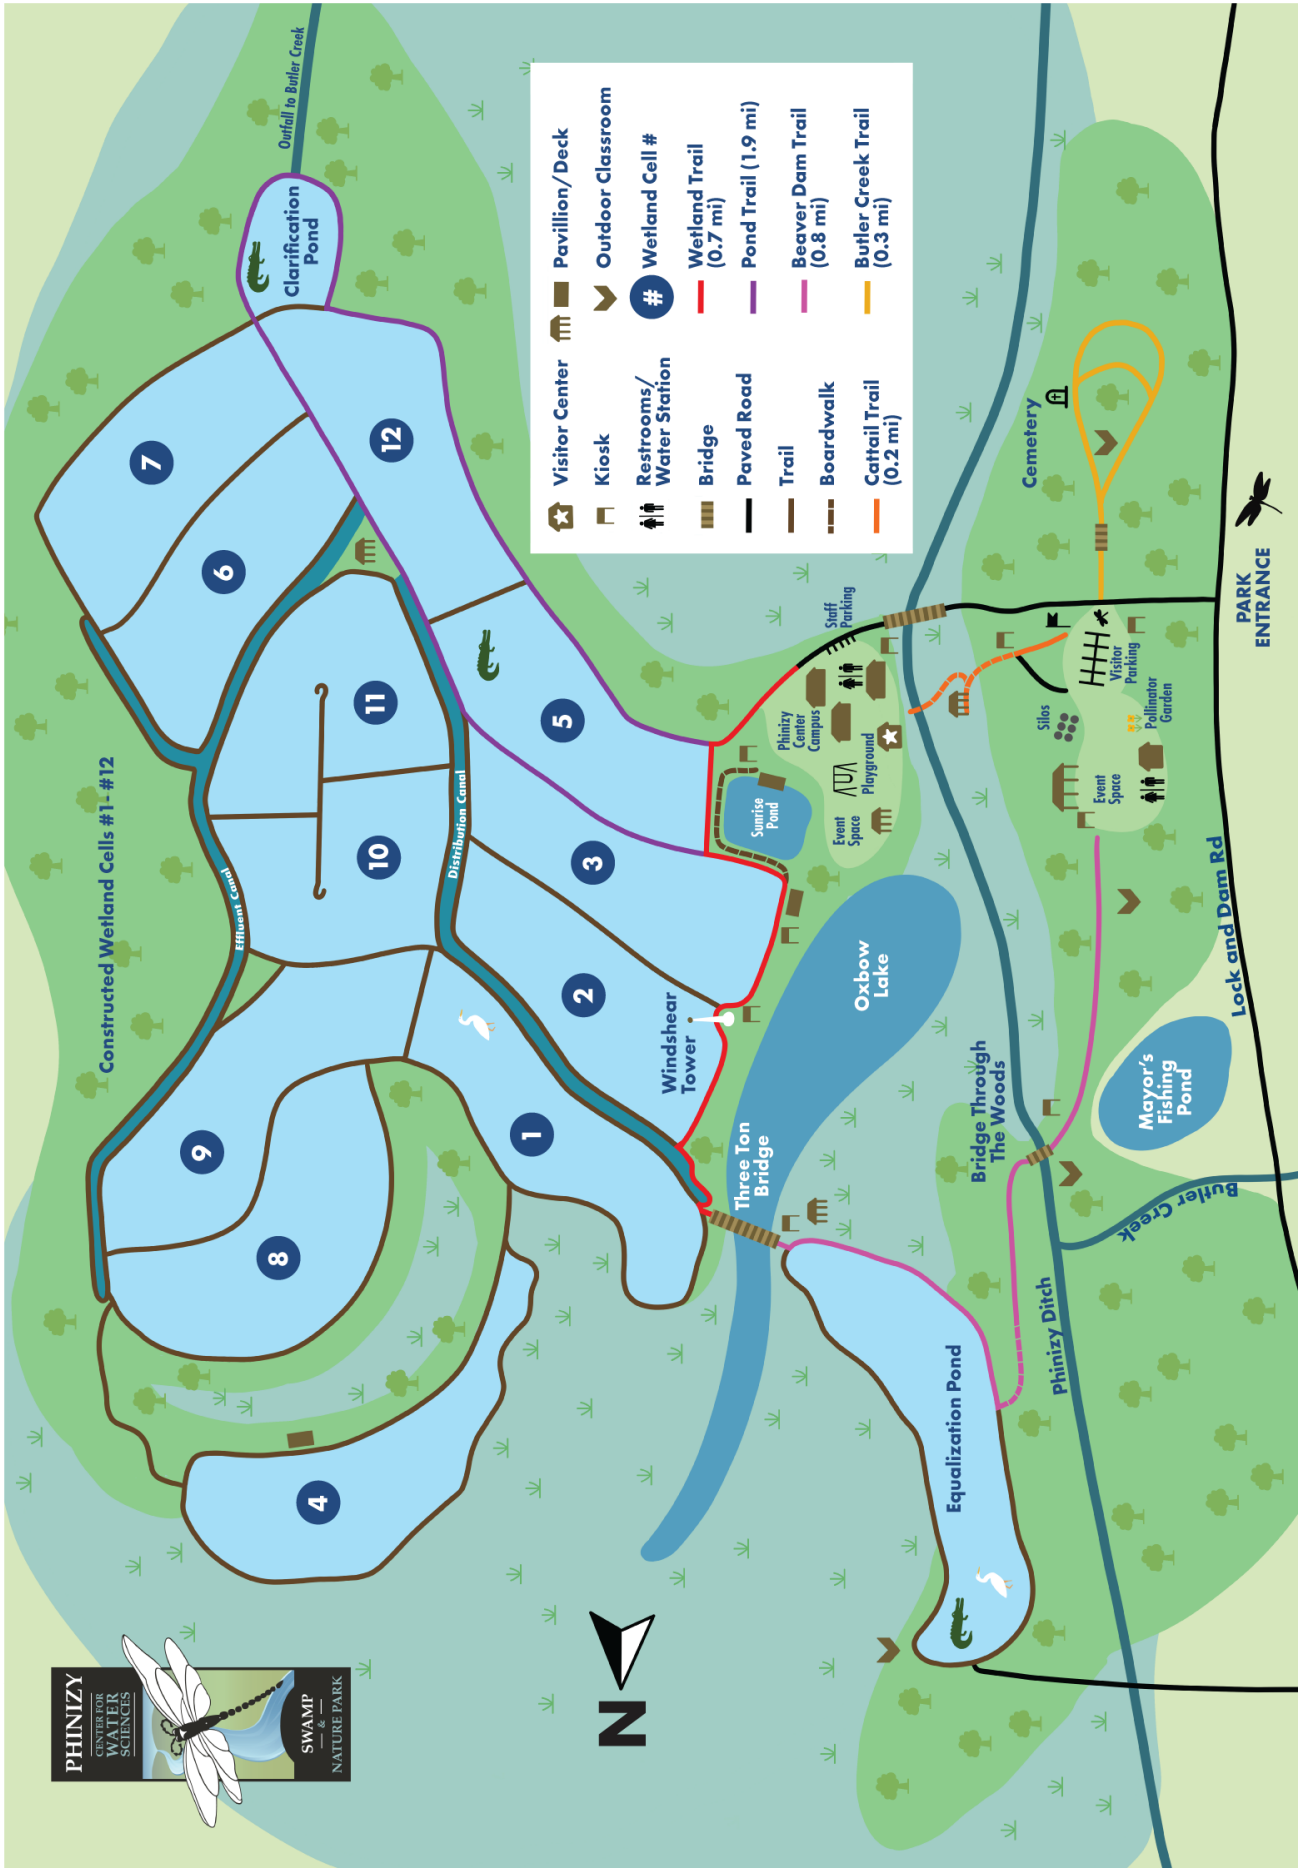 PHINIZY
CENTER FOR
WATER
SCIENCES
SWAMP
&
NATURE PARK
N
Constructed Wetland Cells #1-#12
4
8
9
1
Effluent Canal
10
11
Distribution Canal
6
7
2
3
5
12
Clarification
Pond
Outfall to Butler Creek
Windshear
Tower
Three Ton
Bridge
Oxbow
Lake
Sunrise
Pond
Event
Space
Playground
Phinizy
Center
Campus
Staff
Parking
Equalization Pond
Bridge Through
The Woods
Phinizy Ditch
Butler Creek
Mayor's
Fishing
Pond
Lock and Dam Rd
Event
Space
Silos
Pollinator
Garden
Visitor
Parking
Cemetery
PARK
ENTRANCE
Visitor Center
Kiosk
Restrooms/
Water Station
Bridge
Paved Road
Trail
Boardwalk
Cattail Trail
(0.2 mi)
Pavillion/Deck
Outdoor Classroom
#
Wetland Cell #
Wetland Trail
(0.7 mi)
Pond Trail (1.9 mi)
Beaver Dam Trail
(0.8 mi)
Butler Creek Trail
(0.3 mi)